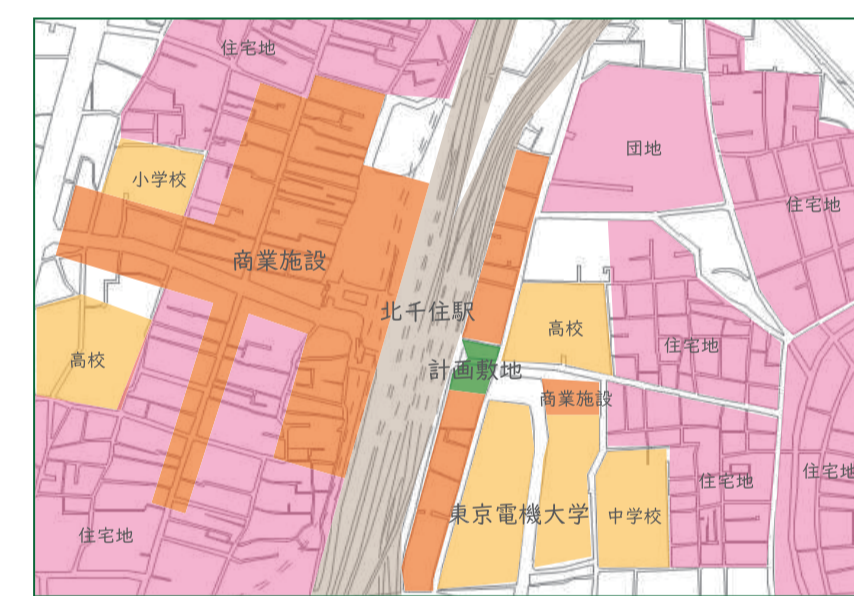 住宅地
団地
小学校
住宅地
商業施設
北千住駅
高校
住宅地
高校
計画敷地
商業施設
住宅地
住宅地
東京電機大学
中学校
住宅地